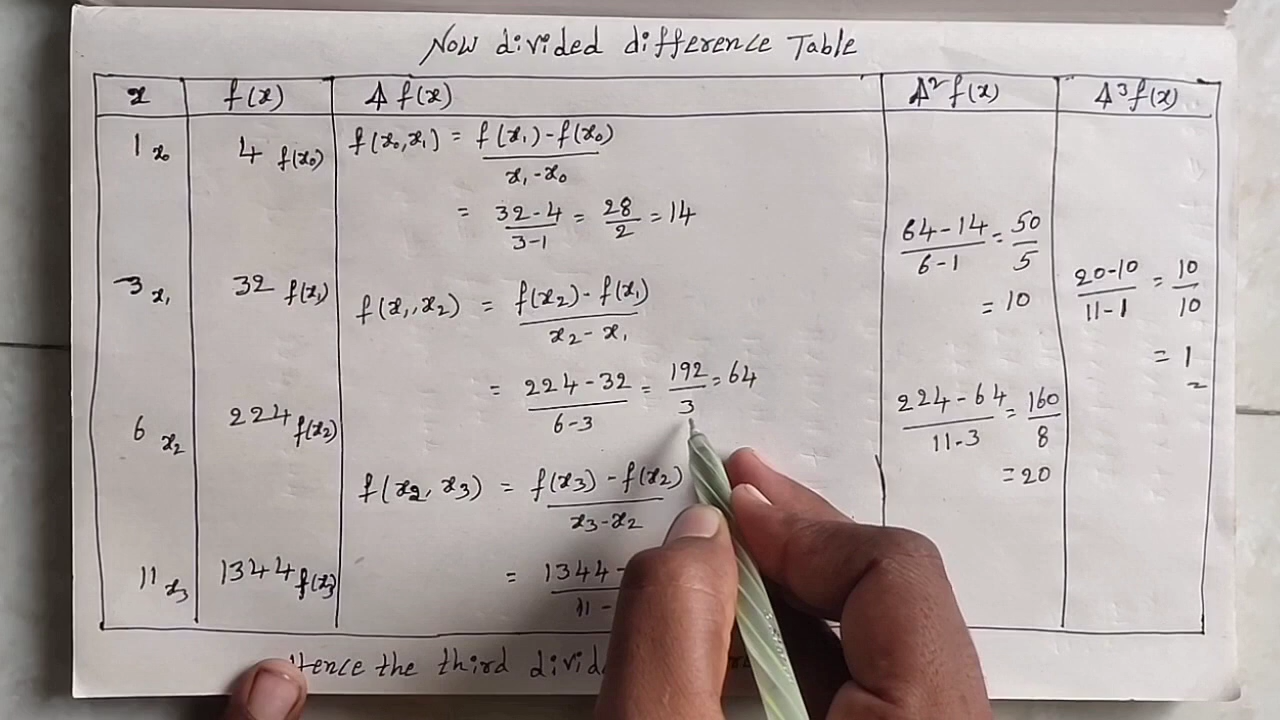 Now divided difference Table
x f(x) Δ f(x) Δ² f(x) Δ³ f(x)
1 x₀ 4 f(x₀) f(x₀,x₁) = f(x₁)-f(x₀) / x₁-x₀
= 32-4 / 3-1 = 28/2 = 14
64-14 / 6-1 = 50/5
= 10
20-10 / 11-1 = 10/10
= 1
3 x₁ 32 f(x₁) f(x₁,x₂) = f(x₂)-f(x₁) / x₂-x₁
= 224-32 / 6-3 = 192/3 = 64
6 x₂ 224 f(x₂)
224-64 / 11-3 = 160/8
= 20
f(x₂,x₃) = f(x₃)-f(x₂) / x₃-x₂
11 x₃ 1344 f(x₃) = 1344- / 11-
Hence the third